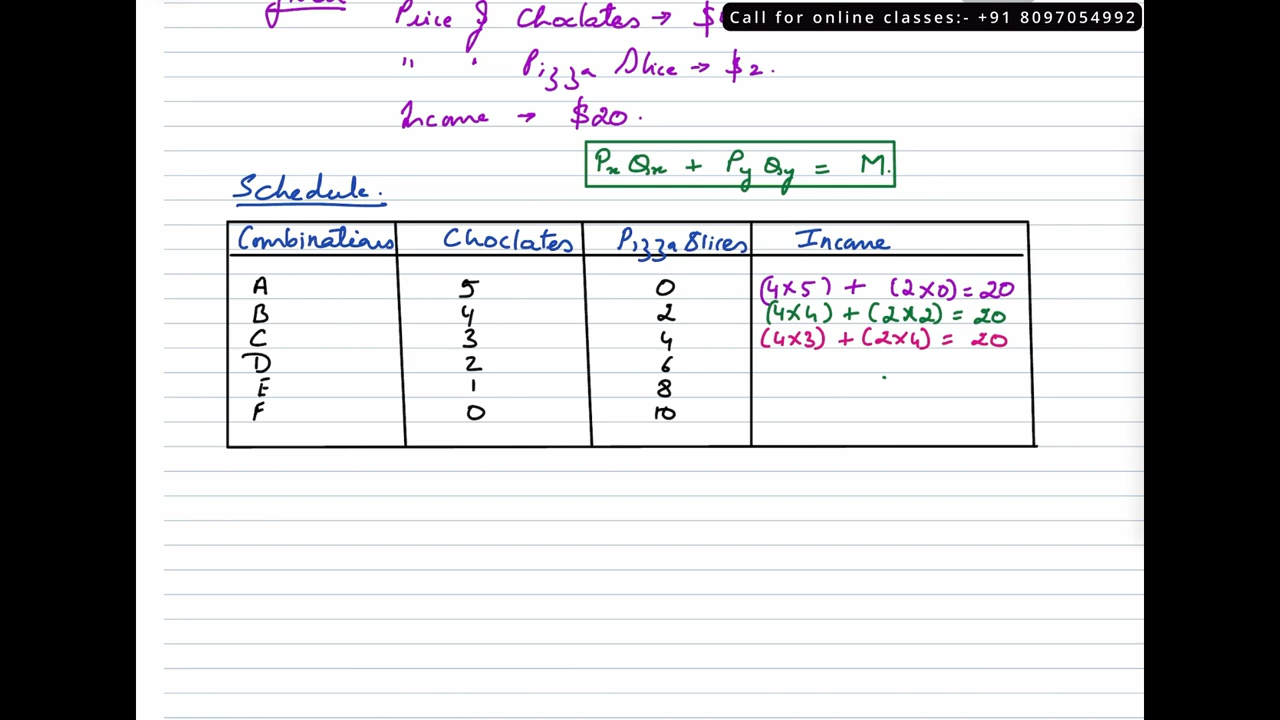 Given
Price of Choclates → $
Call for online classes:- +91 8097054992
" " Pizza Slice → $2.
Income → $20.
Px Qx + Py Qy = M.
Schedule.
Combinations Choclates Pizza Slices Income
A 5 0 (4×5) + (2×0) = 20
B 4 2 (4×4) + (2×2) = 20
C 3 4 (4×3) + (2×4) = 20
D 2 6
E 1 8
F 0 10